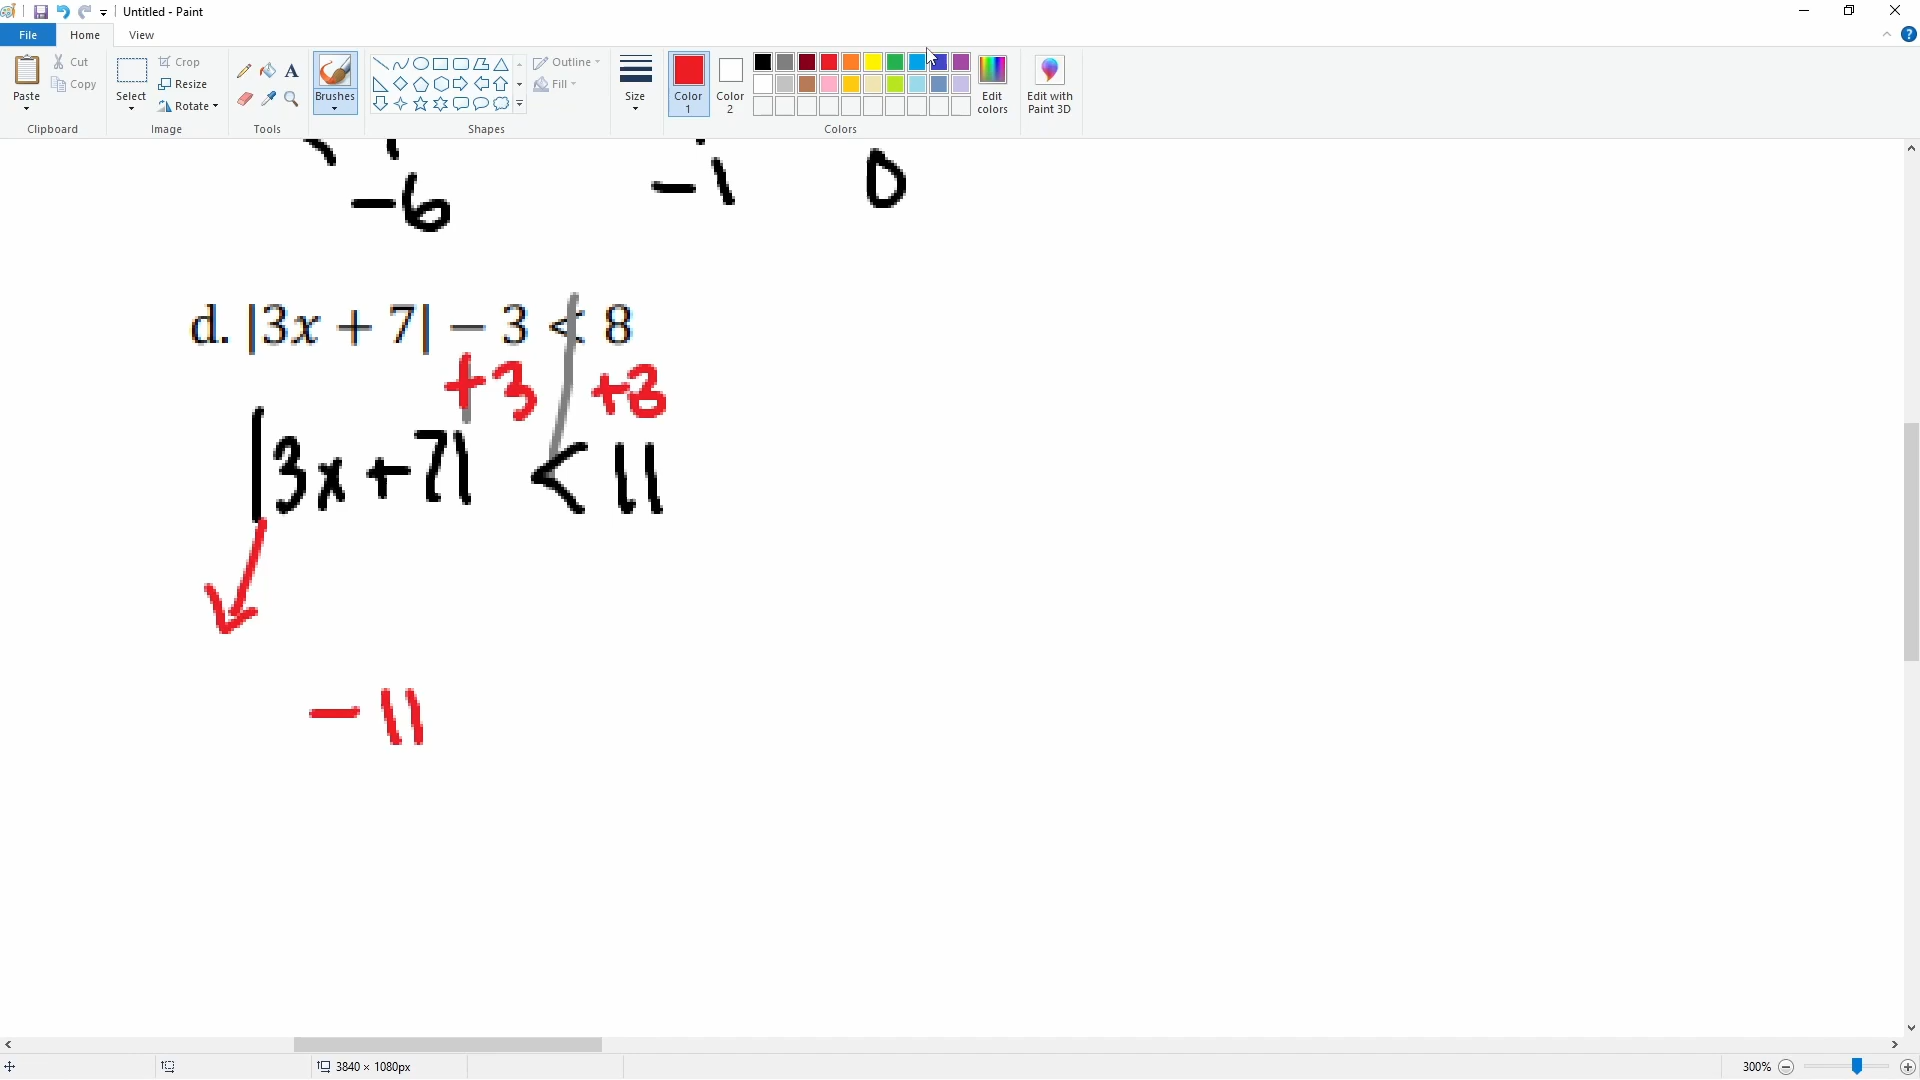 Untitled - Paint
File Home View
Paste
Cut
Copy
Clipboard
Select
Crop
Resize
Rotate
Image
Tools
Brushes
Shapes
Outline
Fill
Size
Color 1
Color 2
Edit colors
Colors
Edit with Paint 3D
-6 -1 0
d. |3x + 7| − 3 < 8
+3 +3
|3x+7| < 11
-11
3840 × 1080px
300%